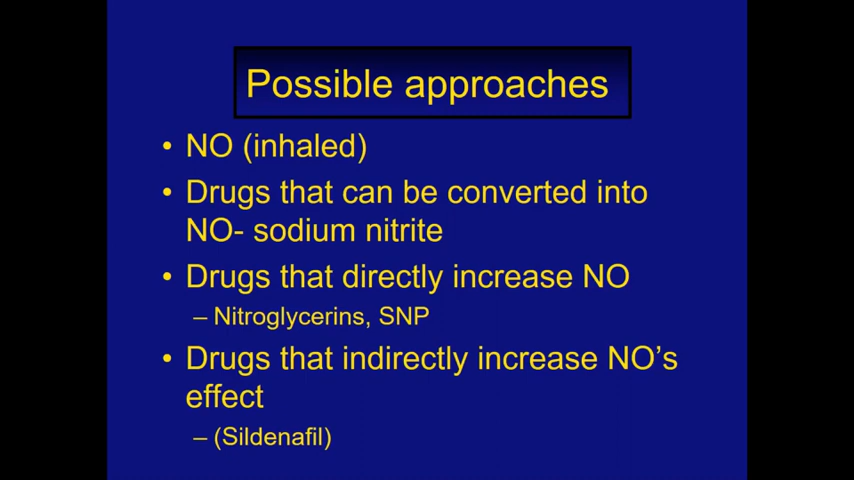 Possible approaches
• NO (inhaled)
• Drugs that can be converted into
NO- sodium nitrite
• Drugs that directly increase NO
– Nitroglycerins, SNP
• Drugs that indirectly increase NO's
effect
– (Sildenafil)